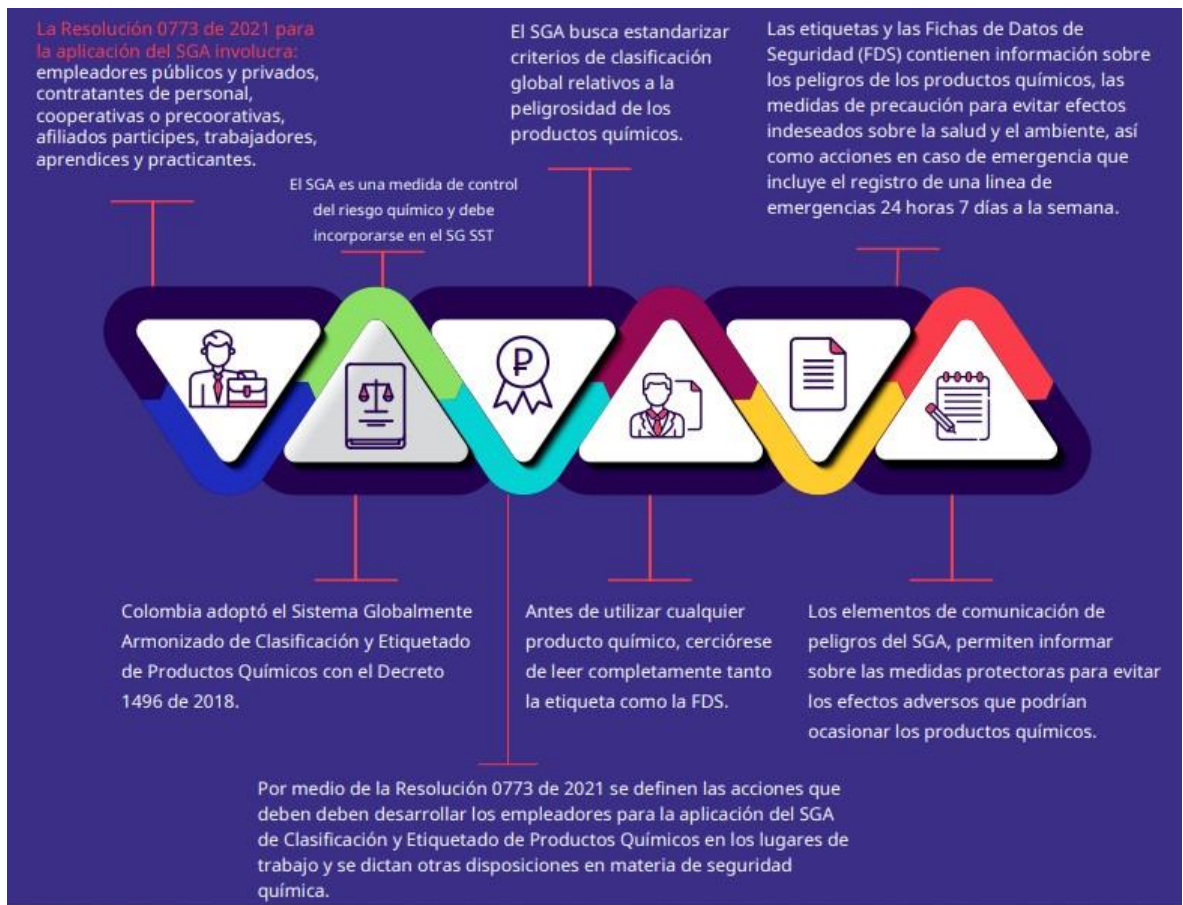 La Resolución 0773 de 2021 para
la aplicación del SGA involucra:
empleadores públicos y privados,
contratantes de personal,
cooperativas o precoorativas,
afiliados participes, trabajadores,
aprendices y practicantes.
El SGA es una medida de control
del riesgo químico y debe
incorporarse en el SG SST
El SGA busca estandarizar
criterios de clasificación
global relativos a la
peligrosidad de los
productos químicos.
Las etiquetas y las Fichas de Datos de
Seguridad (FDS) contienen información sobre
los peligros de los productos químicos, las
medidas de precaución para evitar efectos
indeseados sobre la salud y el ambiente, así
como acciones en caso de emergencia que
incluye el registro de una linea de
emergencias 24 horas 7 días a la semana.
Colombia adoptó el Sistema Globalmente
Armonizado de Clasificación y Etiquetado
de Productos Químicos con el Decreto
1496 de 2018.
Antes de utilizar cualquier
producto químico, cerciórese
de leer completamente tanto
la etiqueta como la FDS.
Los elementos de comunicación de
peligros del SGA, permiten informar
sobre las medidas protectoras para evitar
los efectos adversos que podrían
ocasionar los productos químicos.
Por medio de la Resolución 0773 de 2021 se definen las acciones que
deben deben desarrollar los empleadores para la aplicación del SGA
de Clasificación y Etiquetado de Productos Químicos en los lugares de
trabajo y se dictan otras disposiciones en materia de seguridad
química.